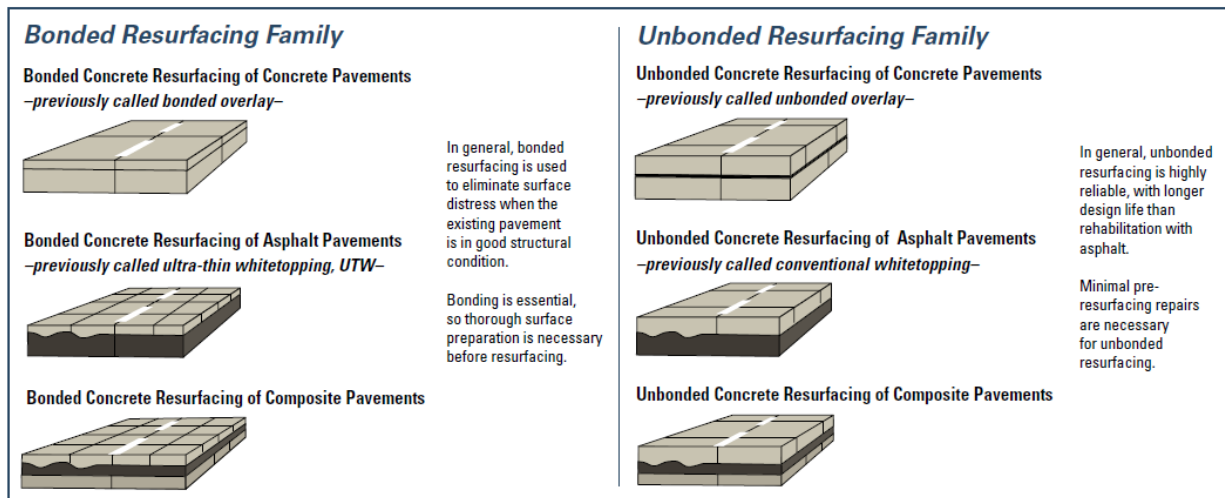 Bonded Resurfacing Family
Bonded Concrete Resurfacing of Concrete Pavements
–previously called bonded overlay–
In general, bonded
resurfacing is used
to eliminate surface
distress when the
existing pavement
is in good structural
condition.
Bonded Concrete Resurfacing of Asphalt Pavements
–previously called ultra-thin whitetopping, UTW–
Bonding is essential,
so thorough surface
preparation is necessary
before resurfacing.
Bonded Concrete Resurfacing of Composite Pavements
Unbonded Resurfacing Family
Unbonded Concrete Resurfacing of Concrete Pavements
–previously called unbonded overlay–
In general, unbonded
resurfacing is highly
reliable, with longer
design life than
rehabilitation with
asphalt.
Unbonded Concrete Resurfacing of Asphalt Pavements
–previously called conventional whitetopping–
Minimal pre-
resurfacing repairs
are necessary
for unbonded
resurfacing.
Unbonded Concrete Resurfacing of Composite Pavements